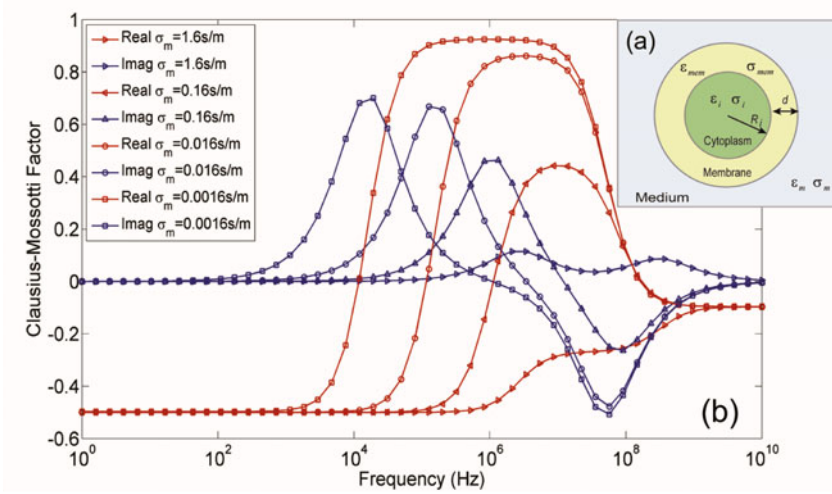 Clausius-Mossotti Factor
1
0.8
0.6
0.4
0.2
0
-0.2
-0.4
-0.6
Real σm=1.6s/m
Imag σm=1.6s/m
Real σm=0.16s/m
Imag σm=0.16s/m
Real σm=0.016s/m
Imag σm=0.016s/m
Real σm=0.0016s/m
Imag σm=0.0016s/m
(a)
εmem σmem
εi σi
d
Ri
Cytoplasm
Membrane
εm σm
Medium
(b)
10^0 10^2 10^4 10^6 10^8 10^10
Frequency (Hz)